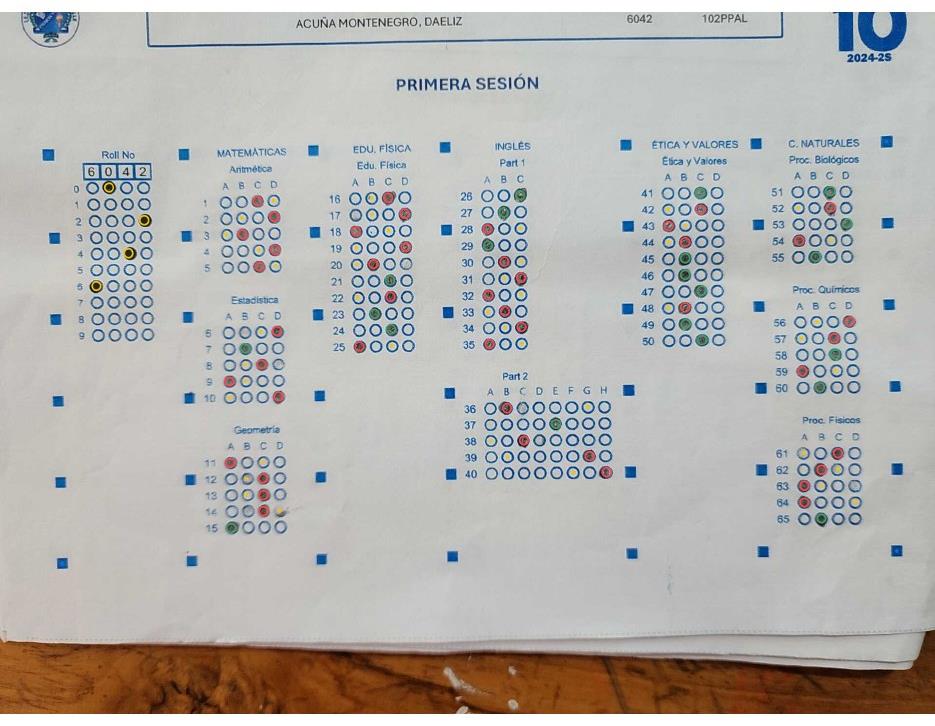 ACUÑA MONTENEGRO, DAELIZ 6042 102PPAL
10
2024-2S
PRIMERA SESIÓN
Roll No
6 0 4 2
0
1
2
3
4
5
6
7
8
9
MATEMÁTICAS
Aritmética
A B C D
1
2
3
4
5
Estadística
A B C D
6
7
8
9
10
Geometría
A B C D
11
12
13
14
15
EDU. FÍSICA
Edu. Física
A B C D
16
17
18
19
20
21
22
23
24
25
INGLÉS
Part 1
A B C
26
27
28
29
30
31
32
33
34
35
Part 2
A B C D E F G H
36
37
38
39
40
ÉTICA Y VALORES
Ética y Valores
A B C D
41
42
43
44
45
46
47
48
49
50
C. NATURALES
Proc. Biológicos
A B C D
51
52
53
54
55
Proc. Químicos
A B C D
56
57
58
59
60
Proc. Físicos
A B C D
61
62
63
64
65